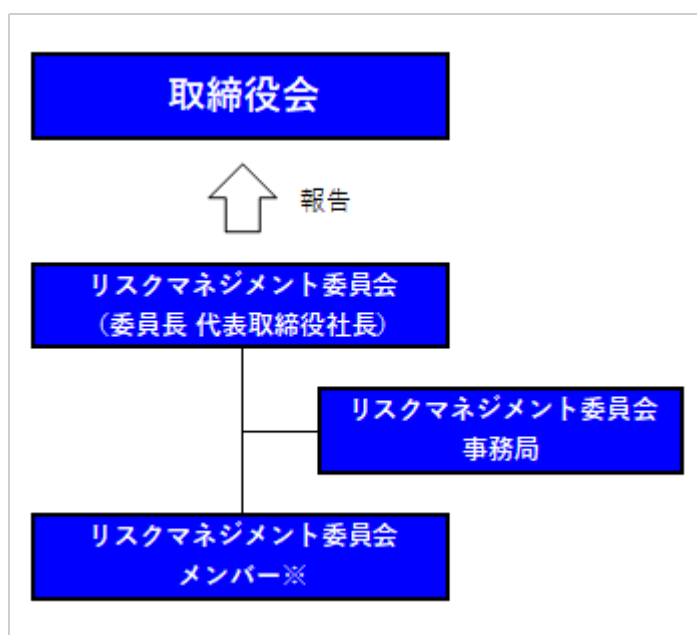 取締役会
報告
リスクマネジメント委員会
（委員長 代表取締役社長）
リスクマネジメント委員会
事務局
リスクマネジメント委員会
メンバー※